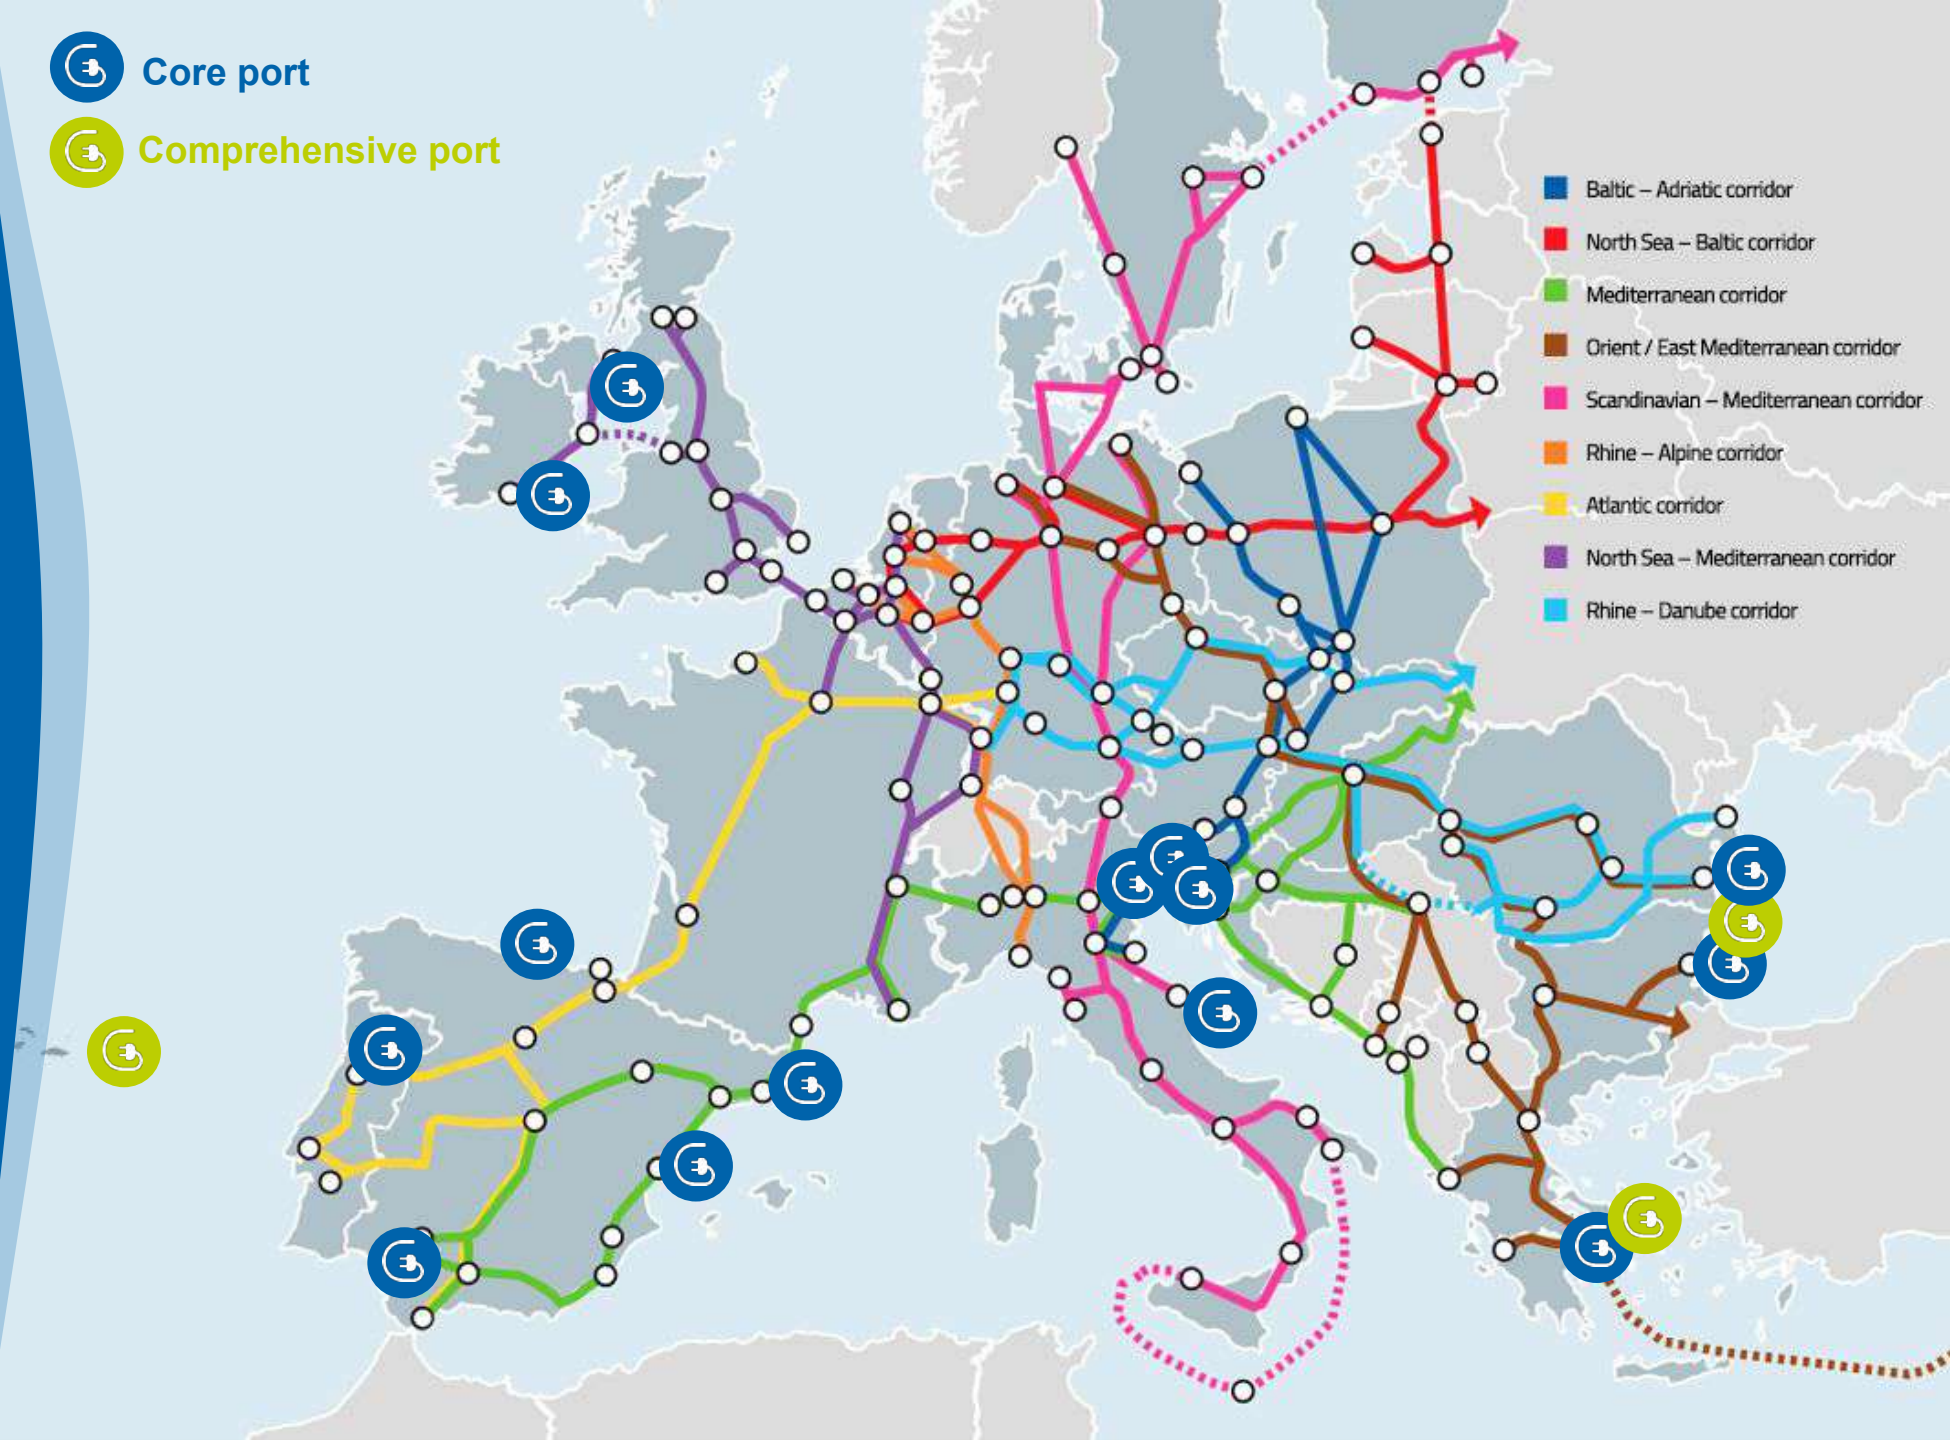 Core port
Comprehensive port
Baltic – Adriatic corridor
North Sea – Baltic corridor
Mediterranean corridor
Orient / East Mediterranean corridor
Scandinavian – Mediterranean corridor
Rhine – Alpine corridor
Atlantic corridor
North Sea – Mediterranean corridor
Rhine – Danube corridor